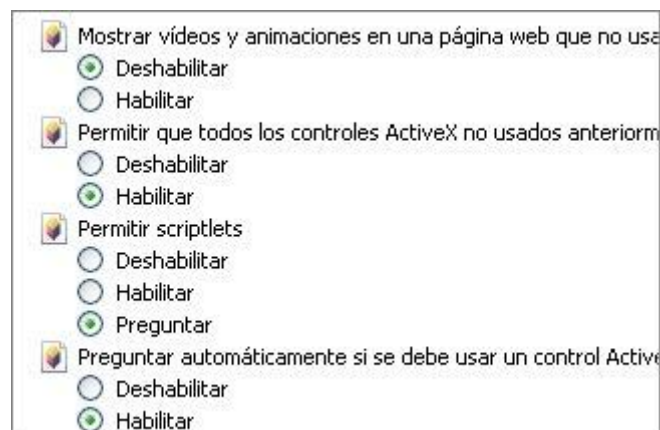 Mostrar vídeos y animaciones en una página web que no usa
Deshabilitar
Habilitar
Permitir que todos los controles ActiveX no usados anteriorm
Deshabilitar
Habilitar
Permitir scriptlets
Deshabilitar
Habilitar
Preguntar
Preguntar automáticamente si se debe usar un control Active
Deshabilitar
Habilitar